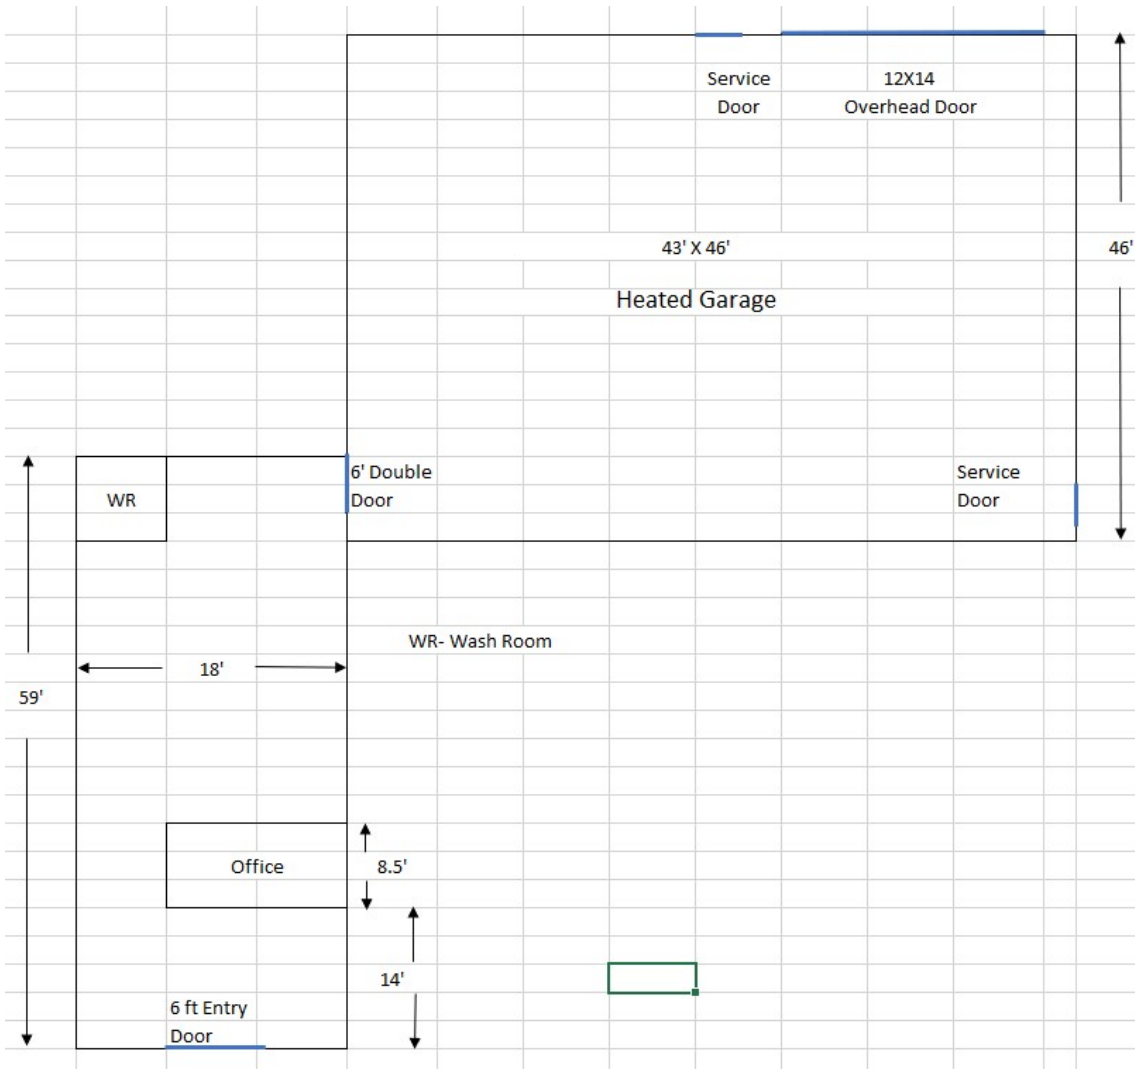 Service
Door
12X14
Overhead Door
43' X 46'
46'
Heated Garage
6' Double
Door
Service
Door
WR
WR- Wash Room
18'
59'
Office
8.5'
14'
6 ft Entry
Door